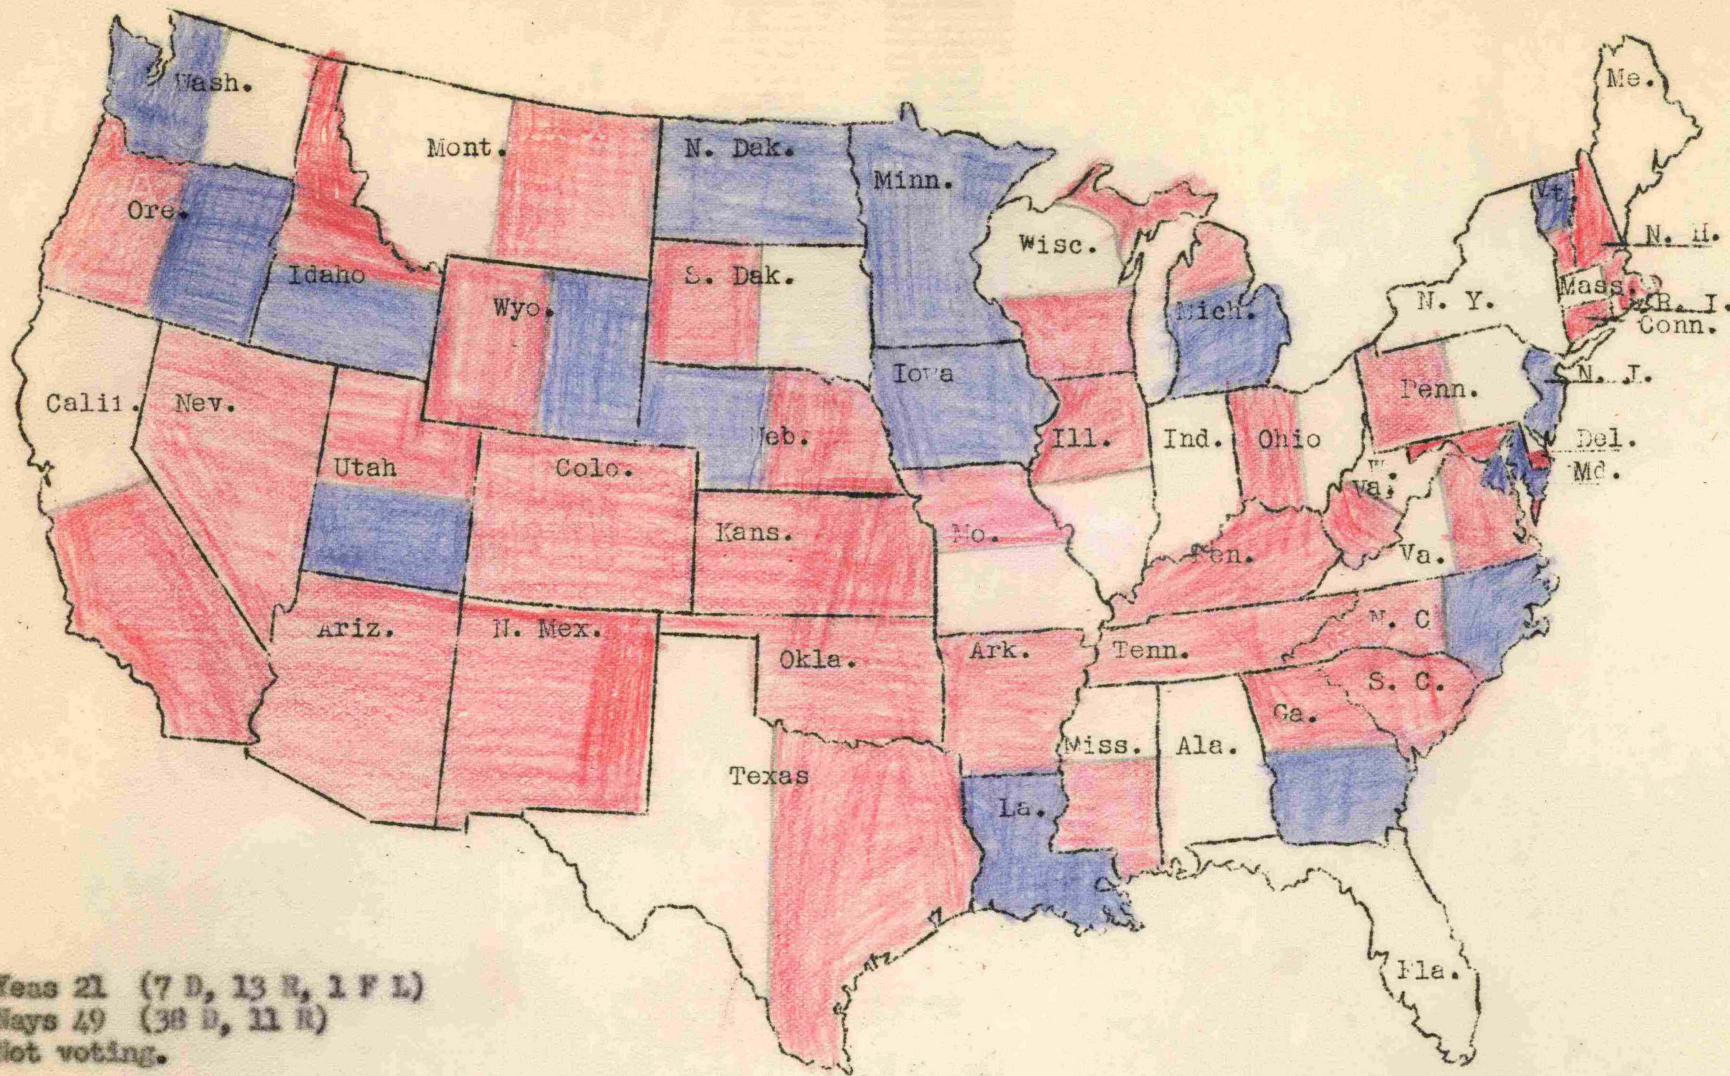 Me.
Wash.
Mont.
N. Dak.
Minn.
Vt.
Ore.
N. H.
Wisc.
Idaho
S. Dak.
Mass.
N. Y.
R. I.
Wyo.
Mich.
Conn.
Iowa
N. J.
Penn.
Calif.
Nev.
Neb.
Ill.
Ind.
Ohio
Del.
Utah
Colo.
Md.
W.
Va.
Kans.
Mo.
Ken.
Va.
Ariz.
N. Mex.
N. C
Okla.
Ark.
Tenn.
S. C.
Ga.
Miss.
Ala.
Texas
La.
Fla.
Yeas 21 (7 D, 13 R, 1 F L)
Nays 49 (38 D, 11 R)
Not voting.